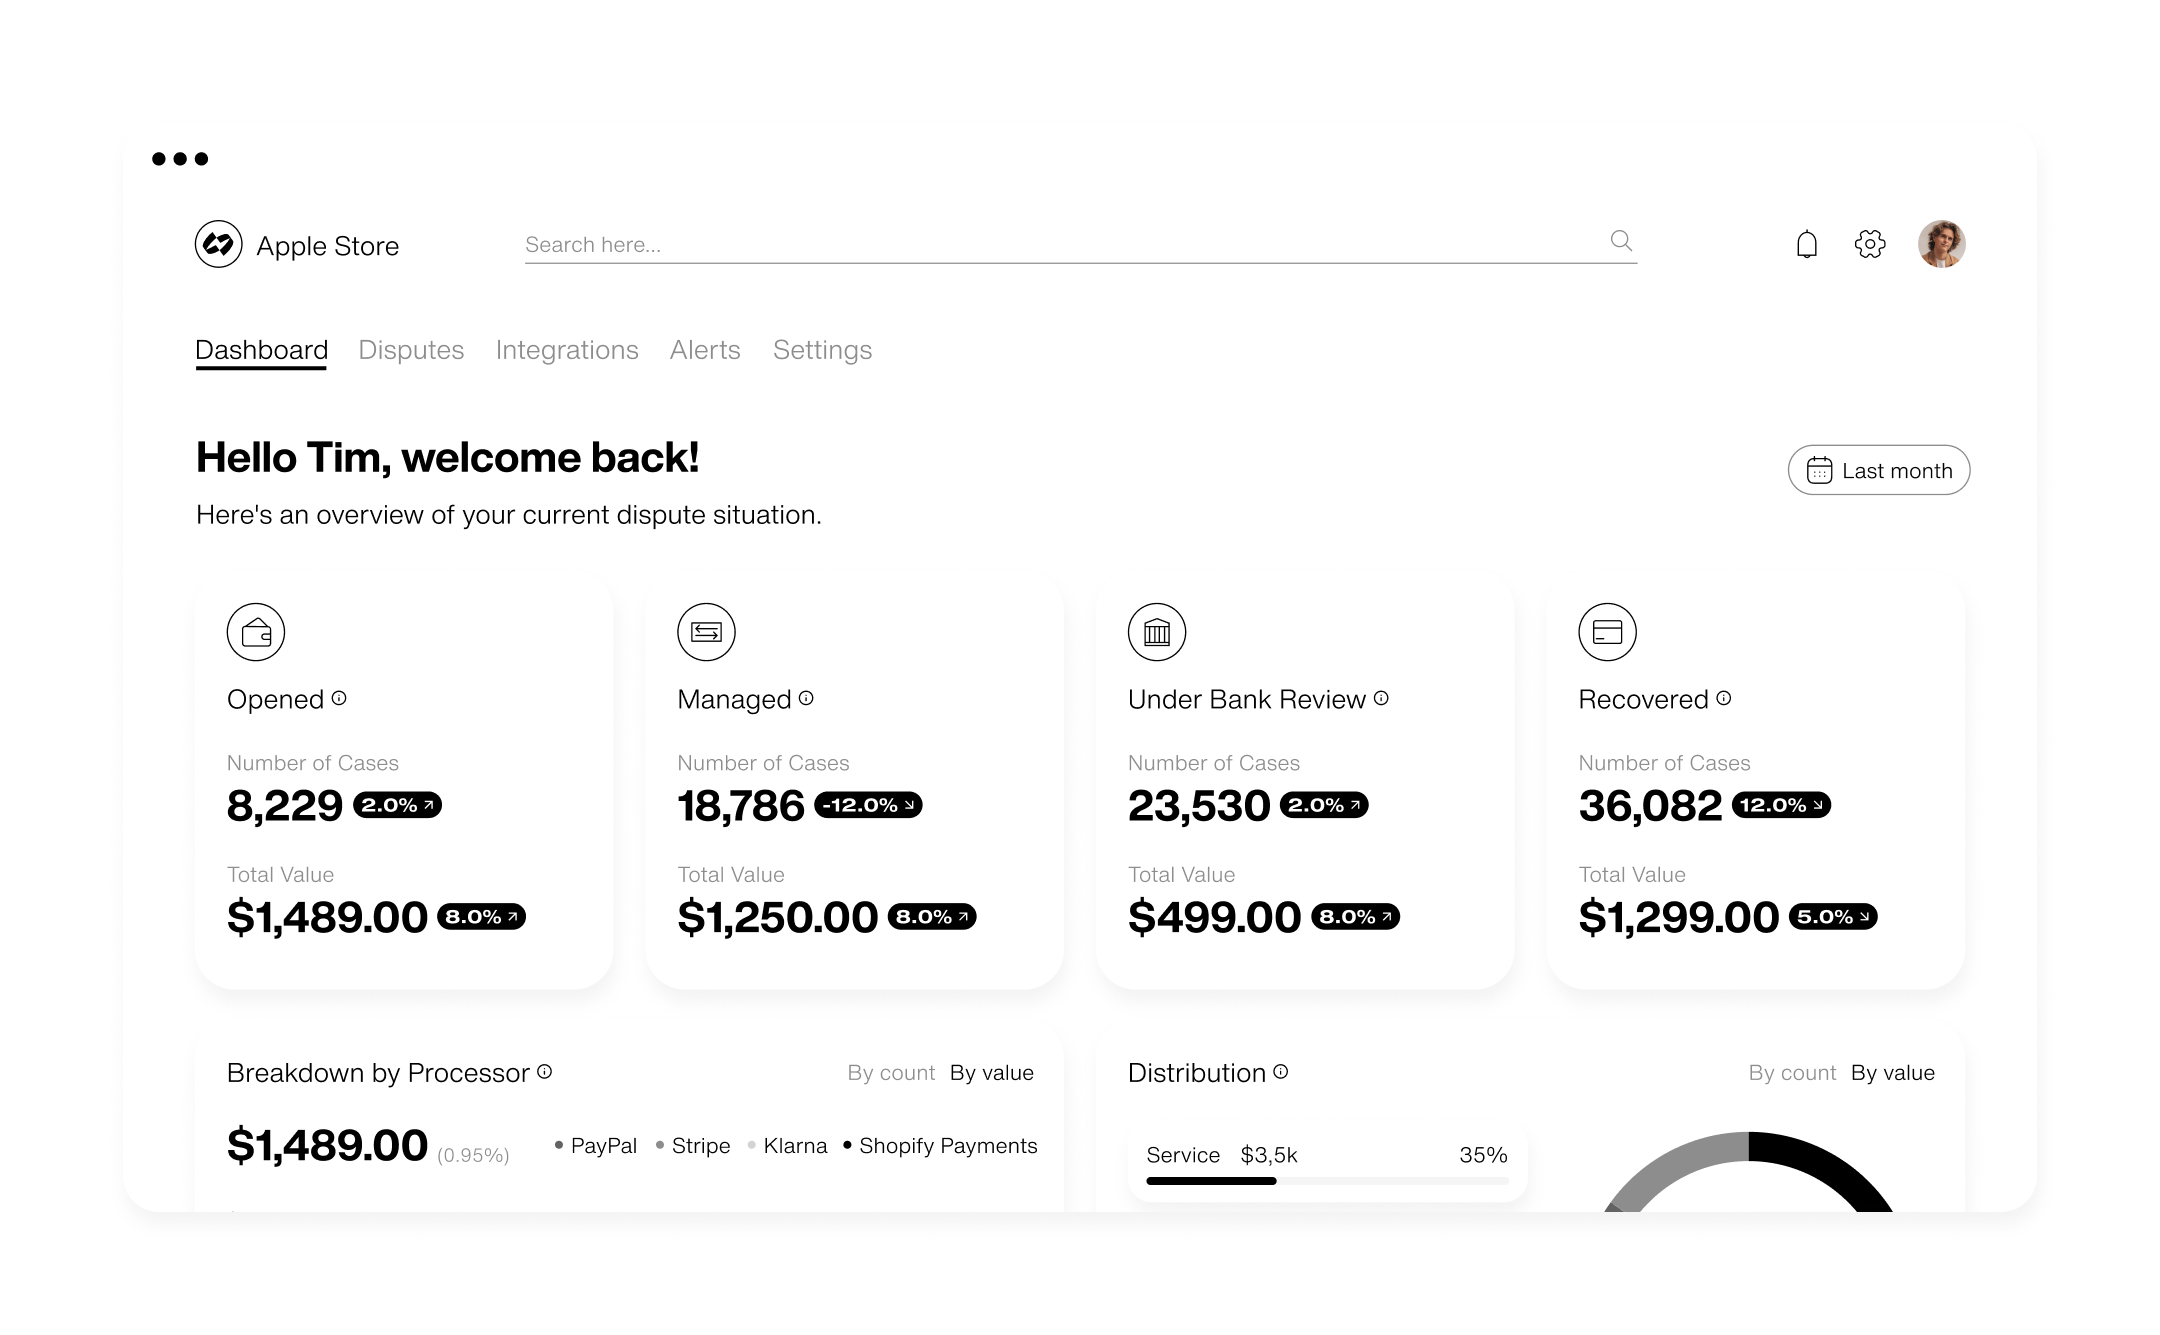 Apple Store
Search here...
Dashboard Disputes Integrations Alerts Settings
Hello Tim, welcome back!
Here's an overview of your current dispute situation.
Last month
Opened
Number of Cases
8,229 2.0%
Total Value
$1,489.00 8.0%
Managed
Number of Cases
18,786 -12.0%
Total Value
$1,250.00 8.0%
Under Bank Review
Number of Cases
23,530 2.0%
Total Value
$499.00 8.0%
Recovered
Number of Cases
36,082 12.0%
Total Value
$1,299.00 5.0%
Breakdown by Processor By count By value
$1,489.00 (0.95%) PayPal Stripe Klarna Shopify Payments
Distribution By count By value
Service $3,5k 35%